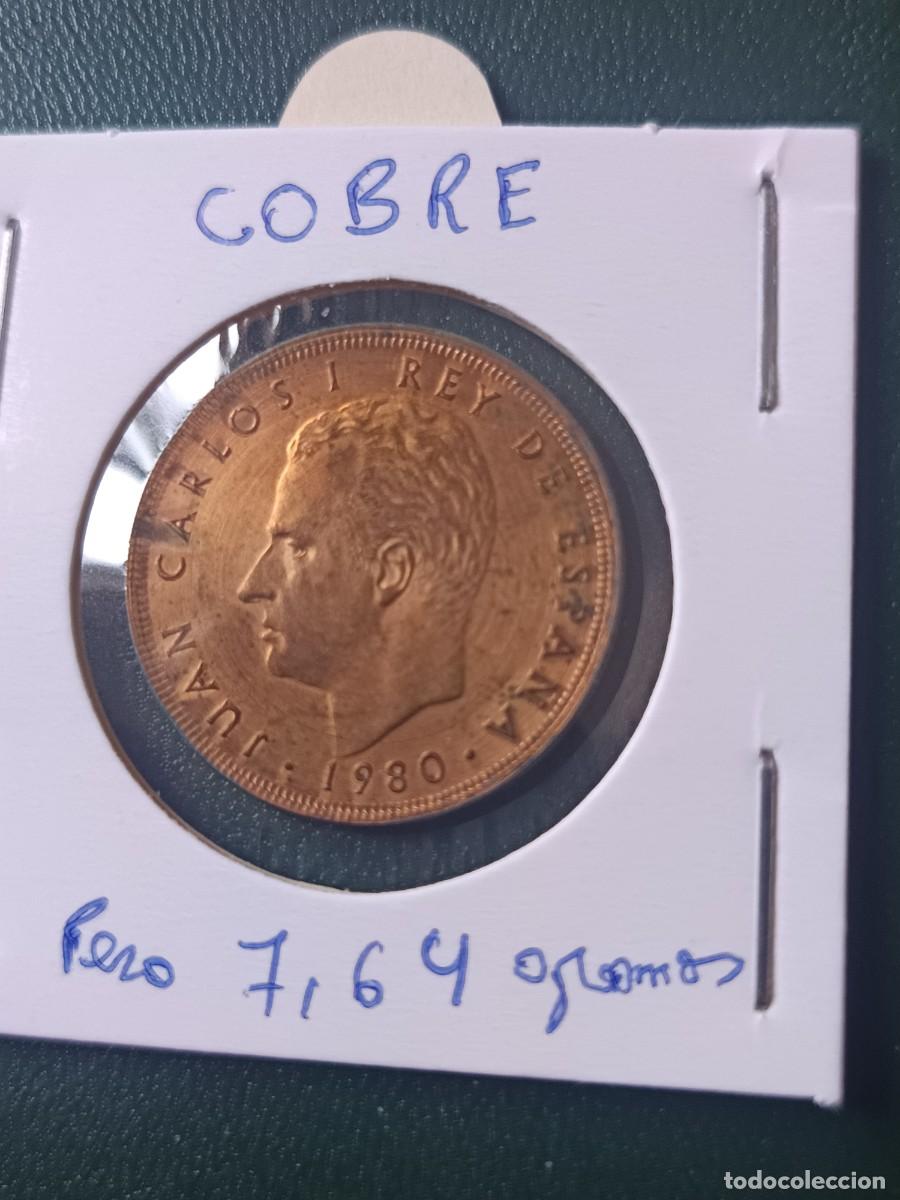 COBRE
JUAN CARLOS I REY DE ESPAÑA
· 1980 ·
Peso 7,64 gramos
todocoleccion